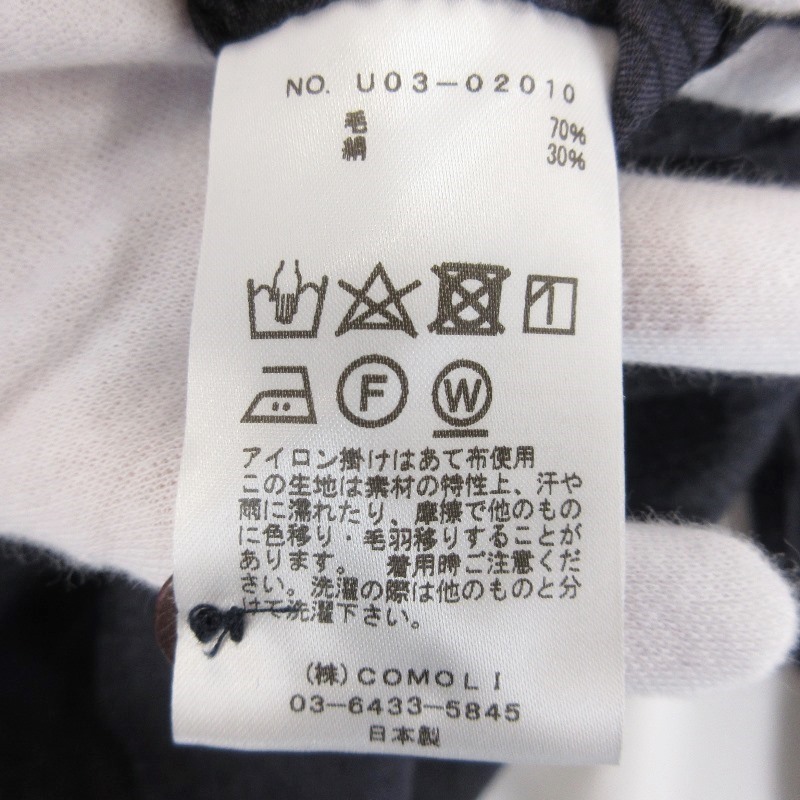 NO. U03-02010
毛 70%
絹 30%
F W
アイロン掛けはあて布使用
この生地は素材の特性上、汗や
雨に濡れたり、摩擦で他のもの
に色移り・毛羽移りすることが
あります。 着用時ご注意くだ
さい。洗濯の際は他のものと分
けて洗濯下さい。
(株)COMOLI
03-6433-5845
日本製